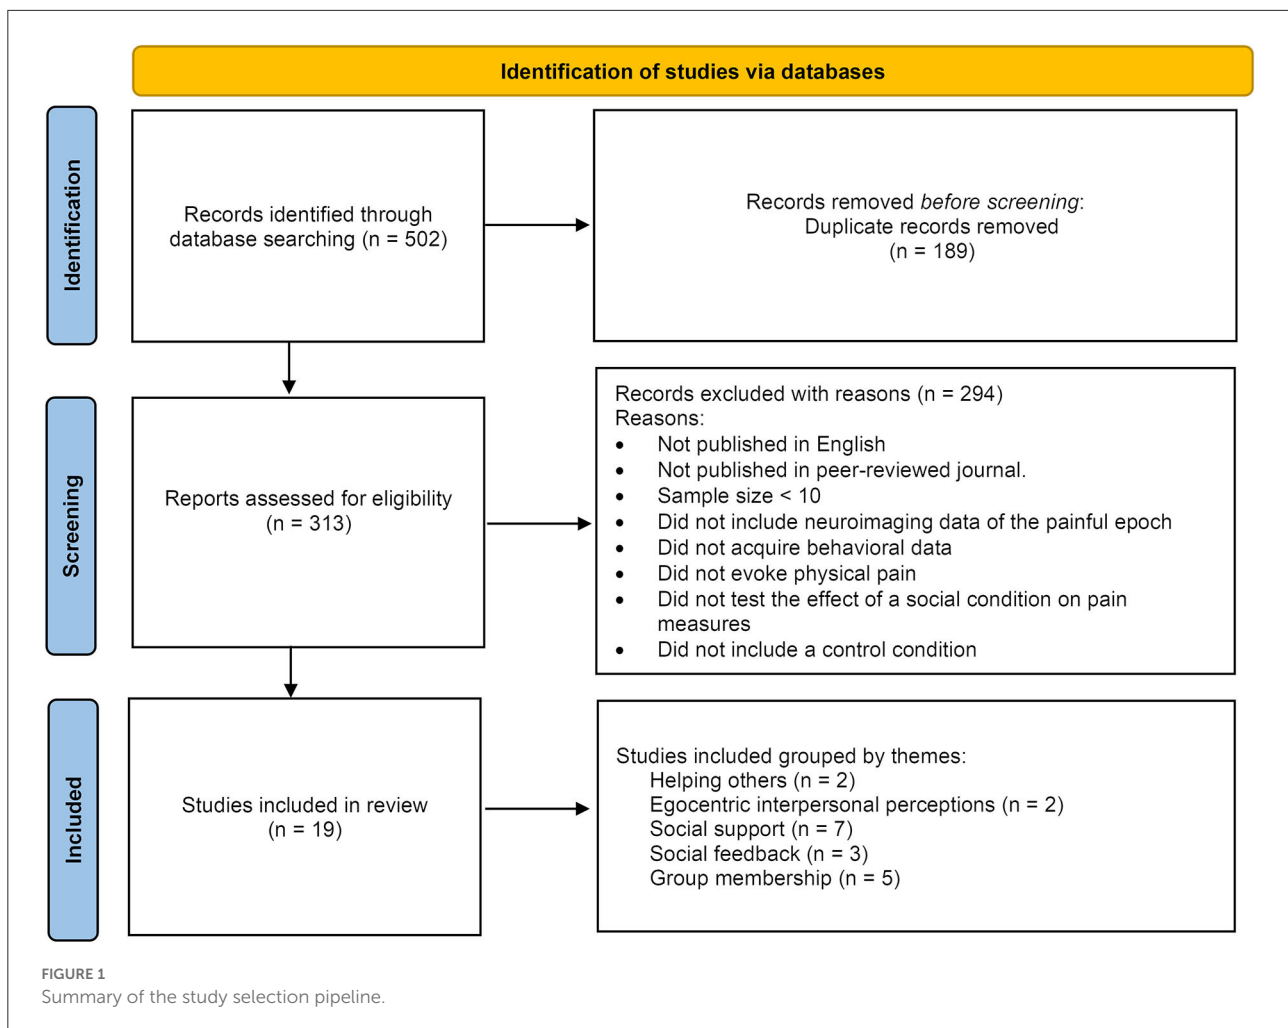 Identification of studies via databases
Identification
Records identified through
database searching (n = 502)
Records removed before screening:
Duplicate records removed
(n = 189)
Screening
Reports assessed for eligibility
(n = 313)
Records excluded with reasons (n = 294)
Reasons:
• Not published in English
• Not published in peer-reviewed journal.
• Sample size < 10
• Did not include neuroimaging data of the painful epoch
• Did not acquire behavioral data
• Did not evoke physical pain
• Did not test the effect of a social condition on pain
measures
• Did not include a control condition
Included
Studies included in review
(n = 19)
Studies included grouped by themes:
Helping others (n = 2)
Egocentric interpersonal perceptions (n = 2)
Social support (n = 7)
Social feedback (n = 3)
Group membership (n = 5)
FIGURE 1
Summary of the study selection pipeline.